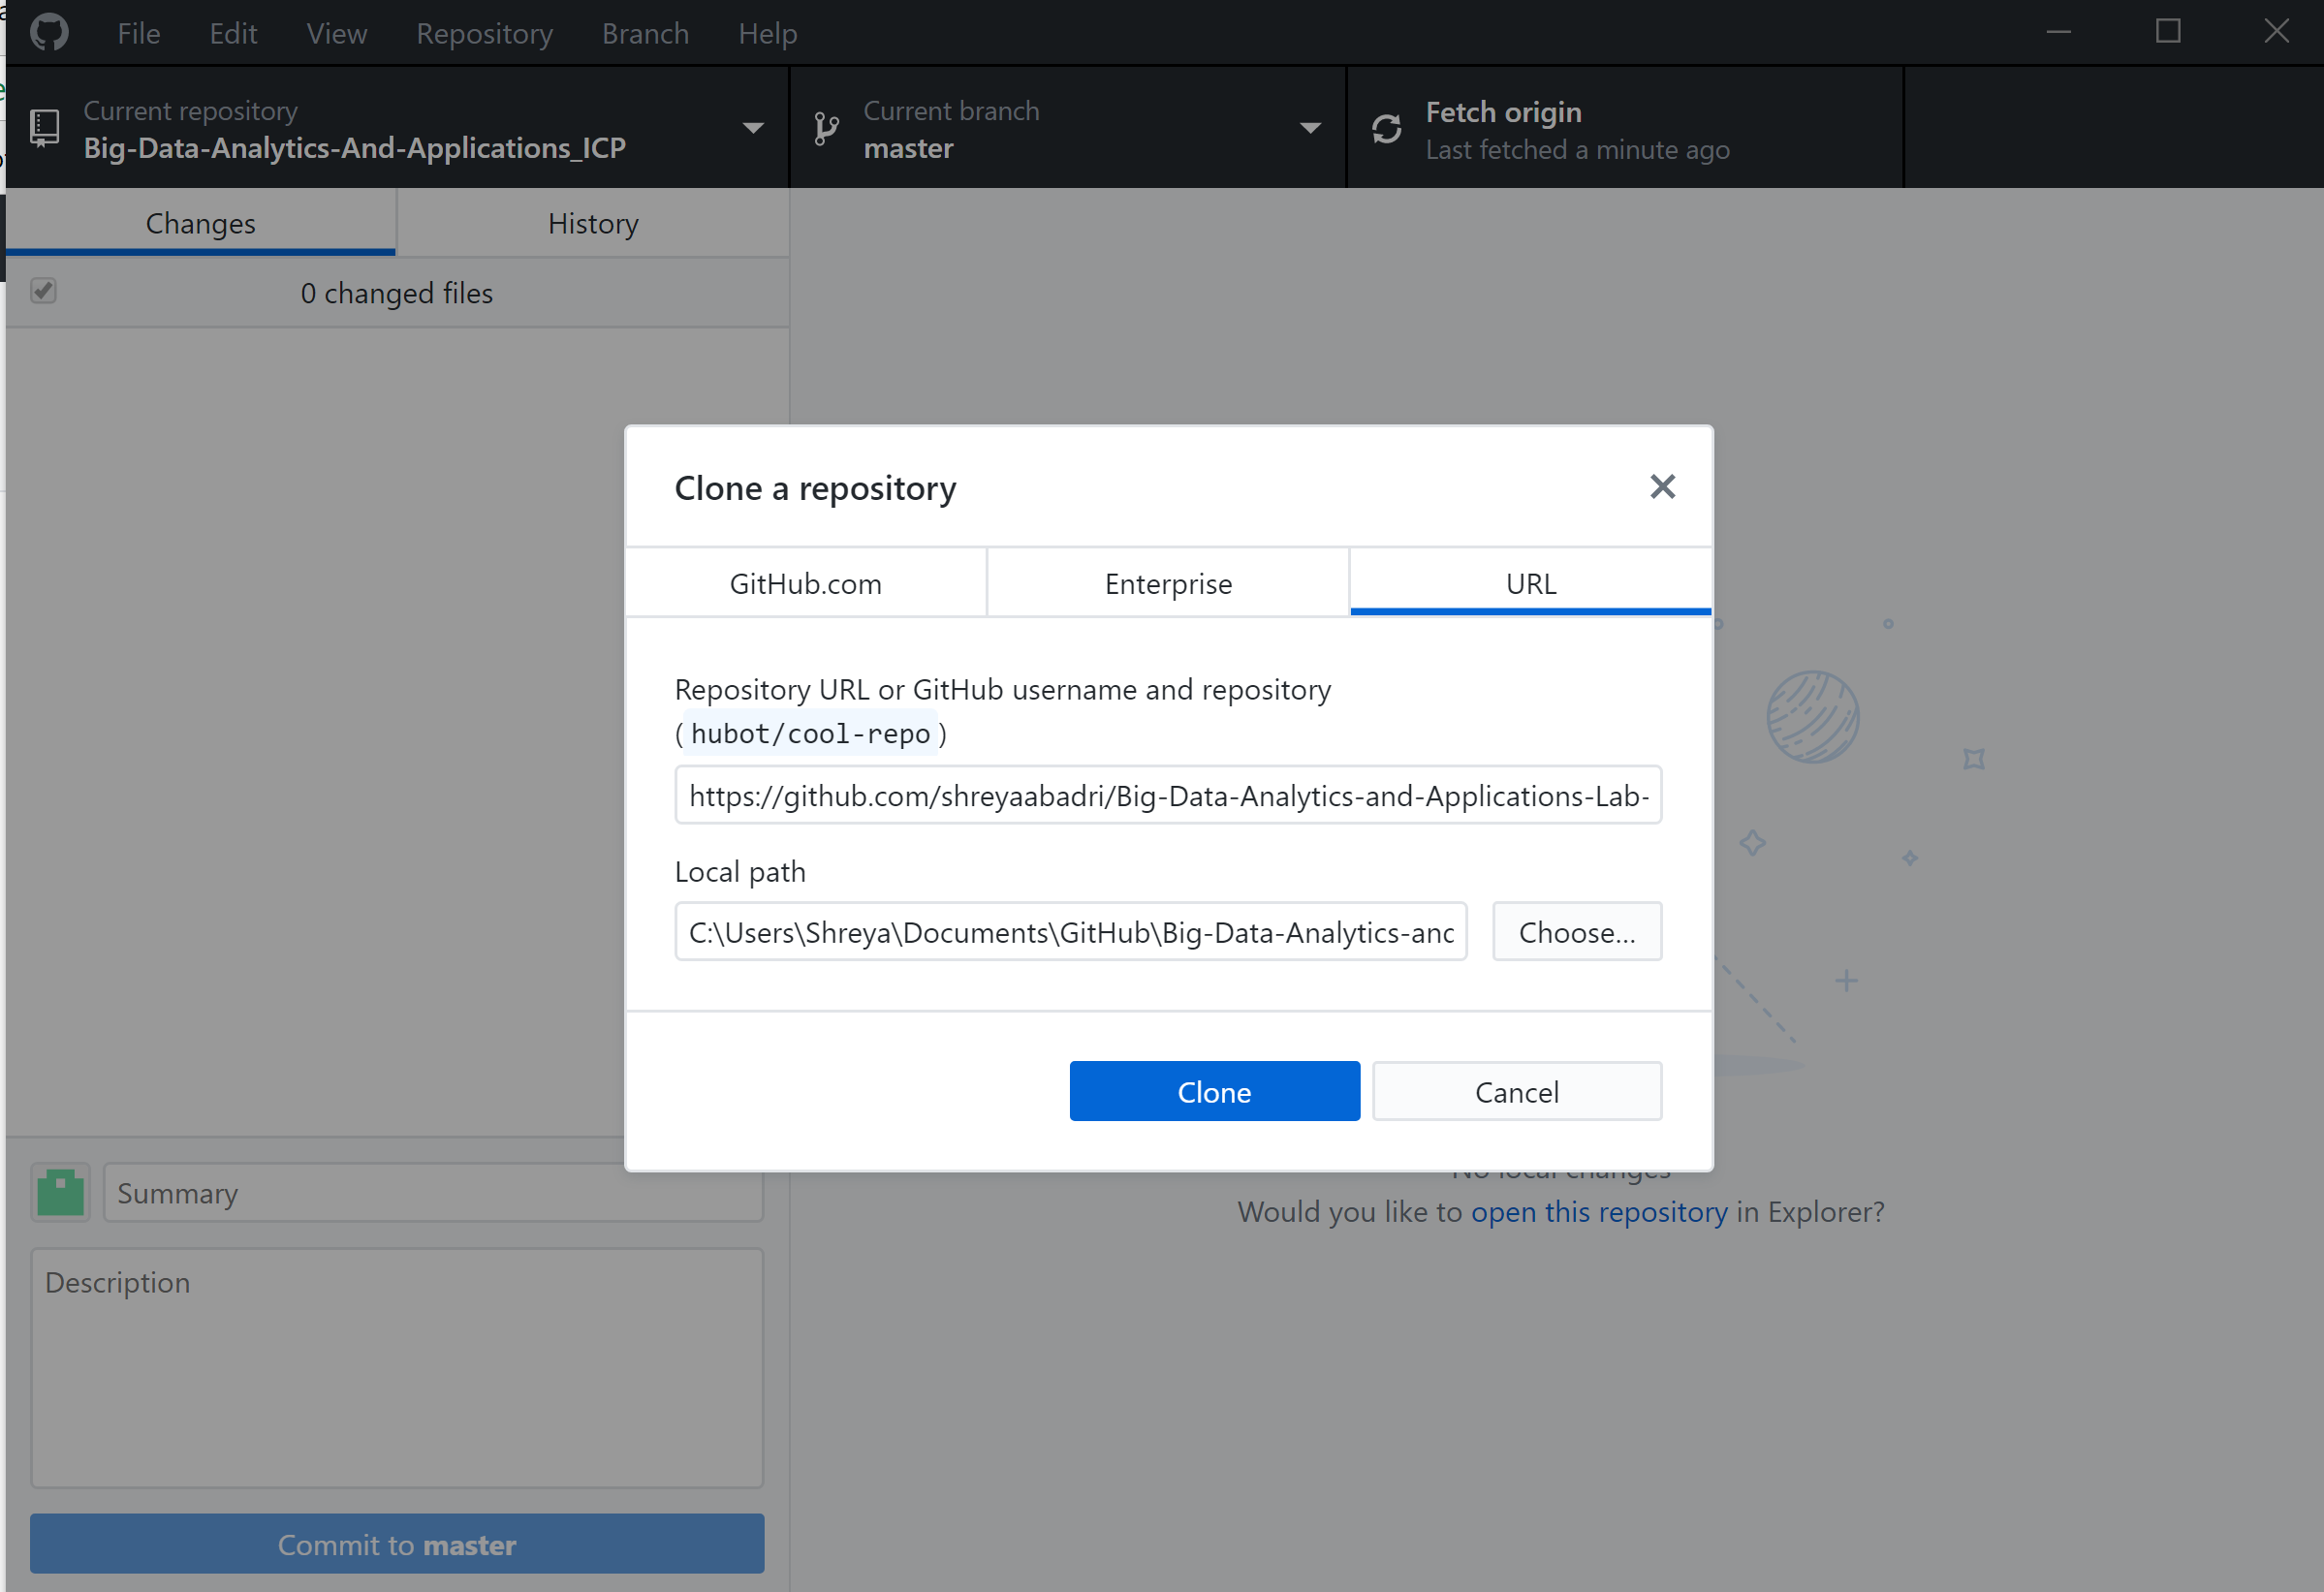 File Edit View Repository Branch Help
Current repository
Big-Data-Analytics-And-Applications_ICP
Current branch
master
Fetch origin
Last fetched a minute ago
Changes
History
0 changed files
Clone a repository
GitHub.com
Enterprise
URL
Repository URL or GitHub username and repository
(hubot/cool-repo)
https://github.com/shreyaabadri/Big-Data-Analytics-and-Applications-Lab-
Local path
C:\Users\Shreya\Documents\GitHub\Big-Data-Analytics-and
Choose...
Clone
Cancel
No local changes
Would you like to open this repository in Explorer?
Summary
Description
Commit to master